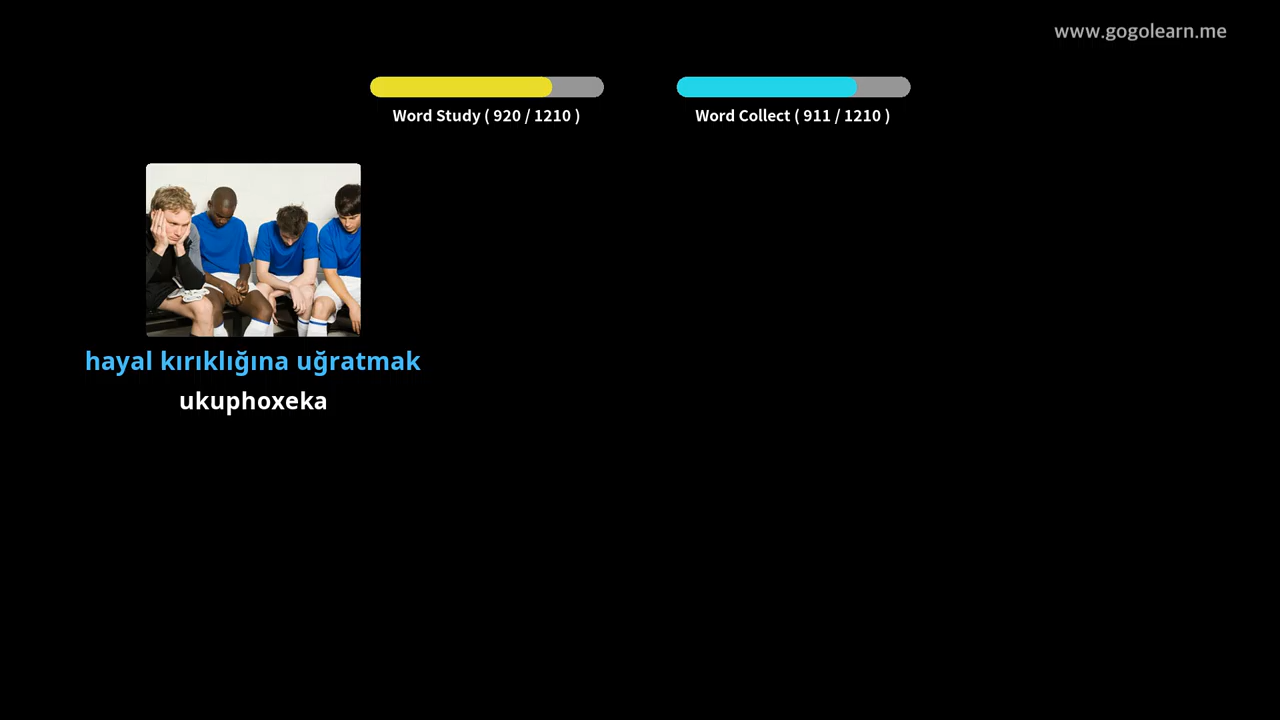 www.gogolearn.me
Word Study ( 920 / 1210 )
Word Collect ( 911 / 1210 )
hayal kırıklığına uğratmak
ukuphoxeka